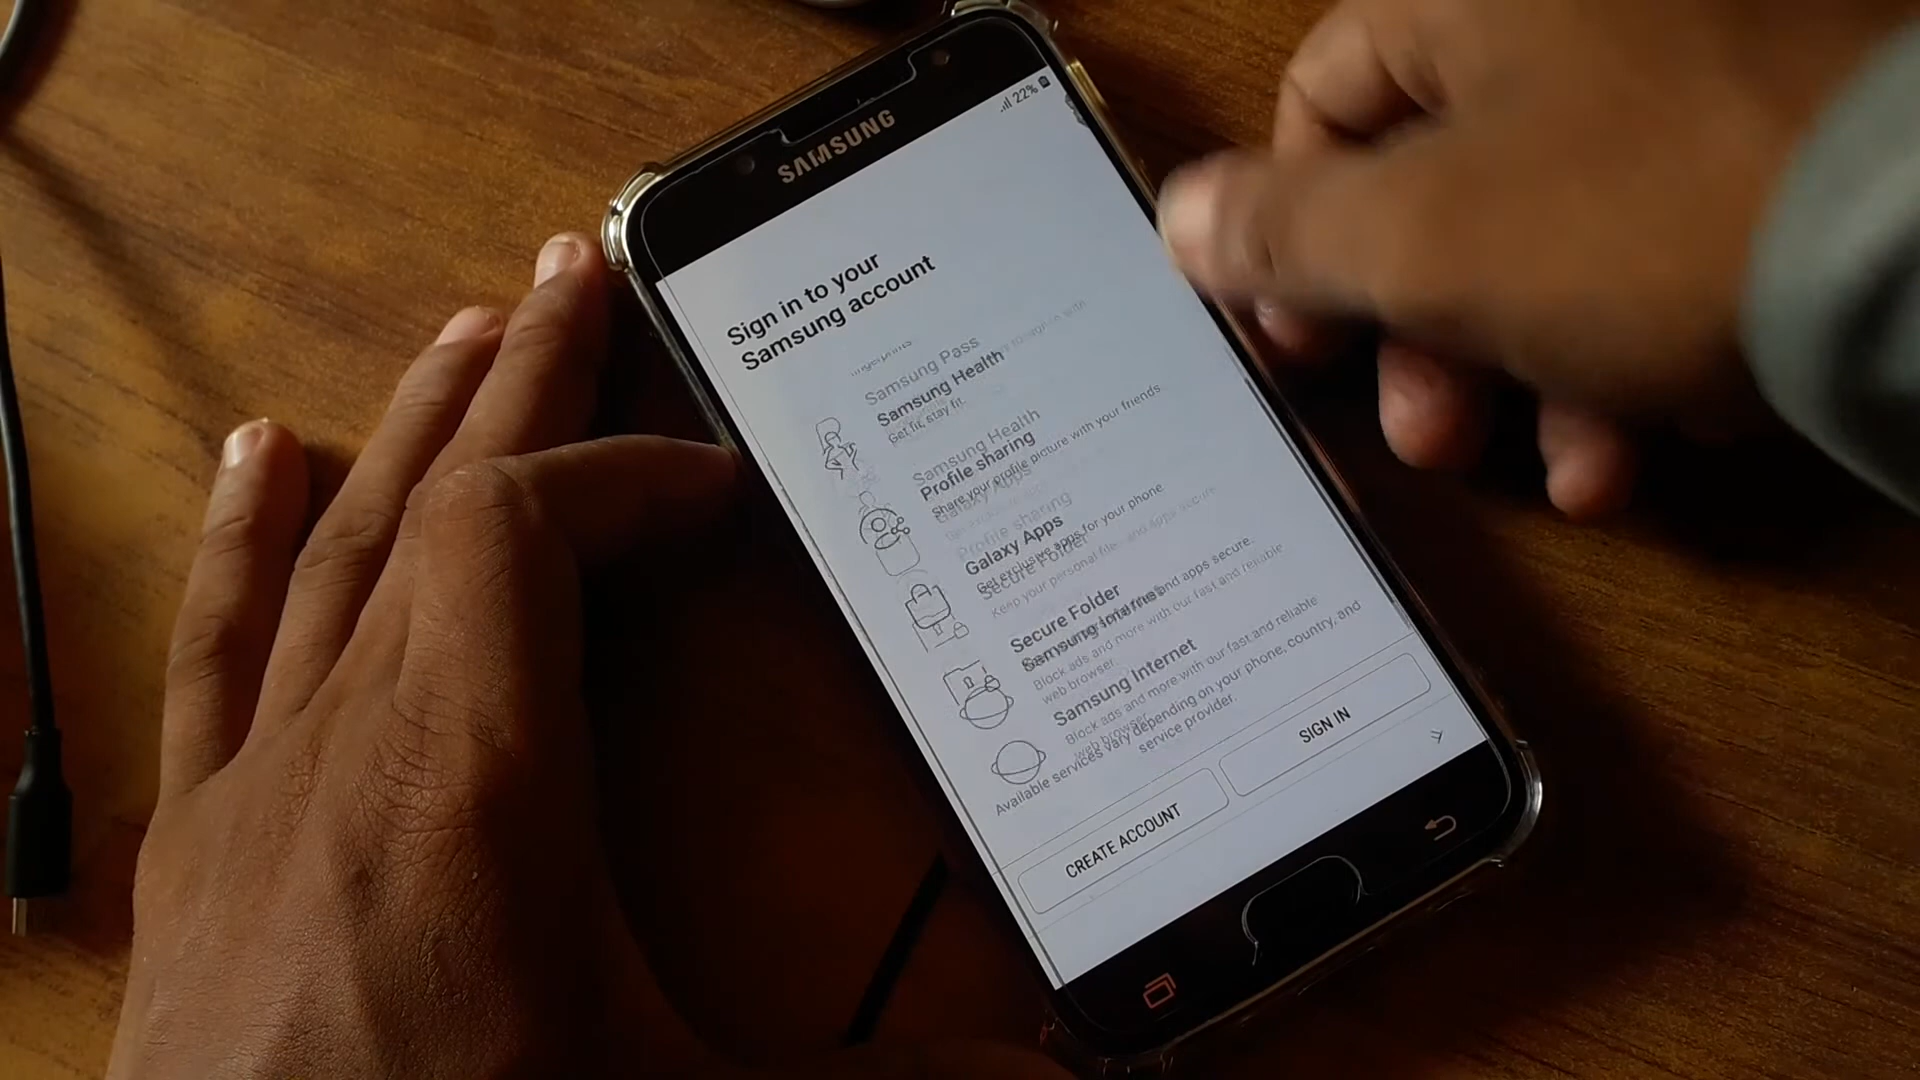 22%
SAMSUNG
Sign in to your
Samsung account
Samsung Pass
Samsung Health
Get fit, stay fit.
Samsung Health
Profile sharing
Share your profile picture with your friends.
Galaxy Apps
Profile sharing
Galaxy Apps
Get exclusive apps for your phone
Secure Folder
Keep your personal files and apps secure.
Secure Folder
Samsung Internet
Block ads and more with our fast and reliable
web browser.
Samsung Internet
Block ads and more with our fast and reliable
web browser.
Available services vary depending on your phone, country, and
service provider.
SIGN IN
CREATE ACCOUNT